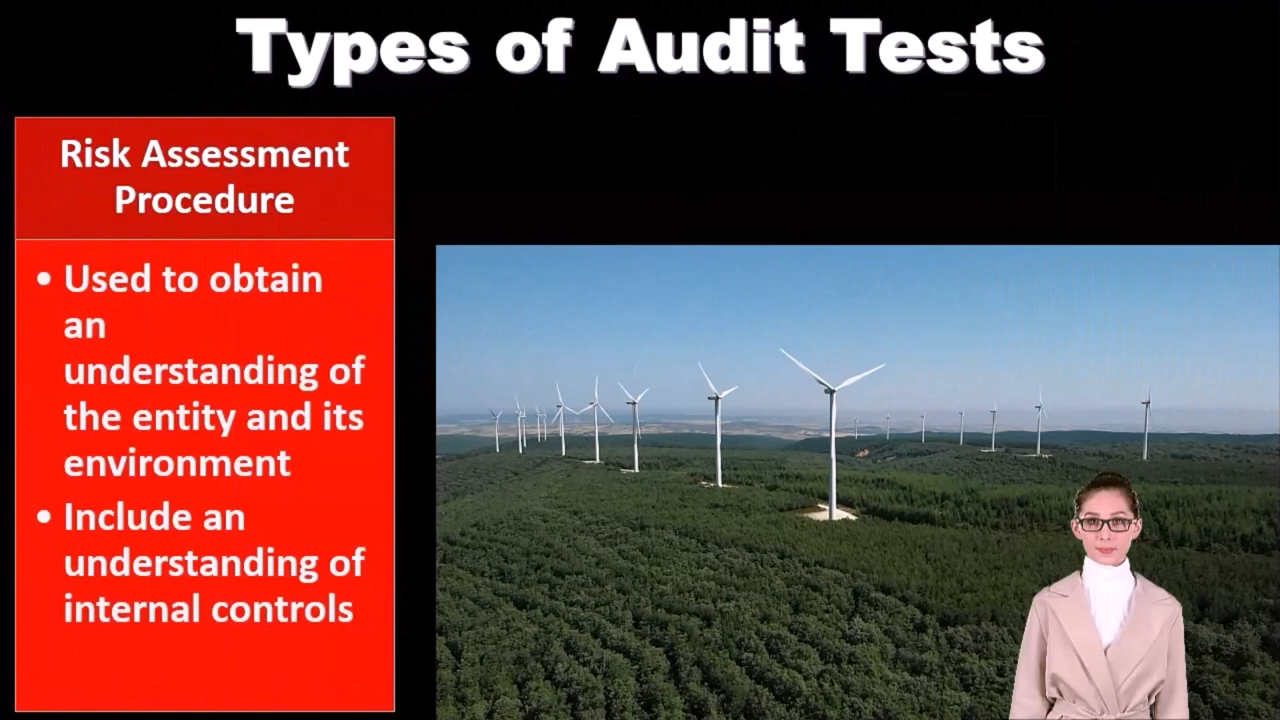 Types of Audit Tests
Risk Assessment
Procedure
• Used to obtain
an
understanding of
the entity and its
environment
• Include an
understanding of
internal controls